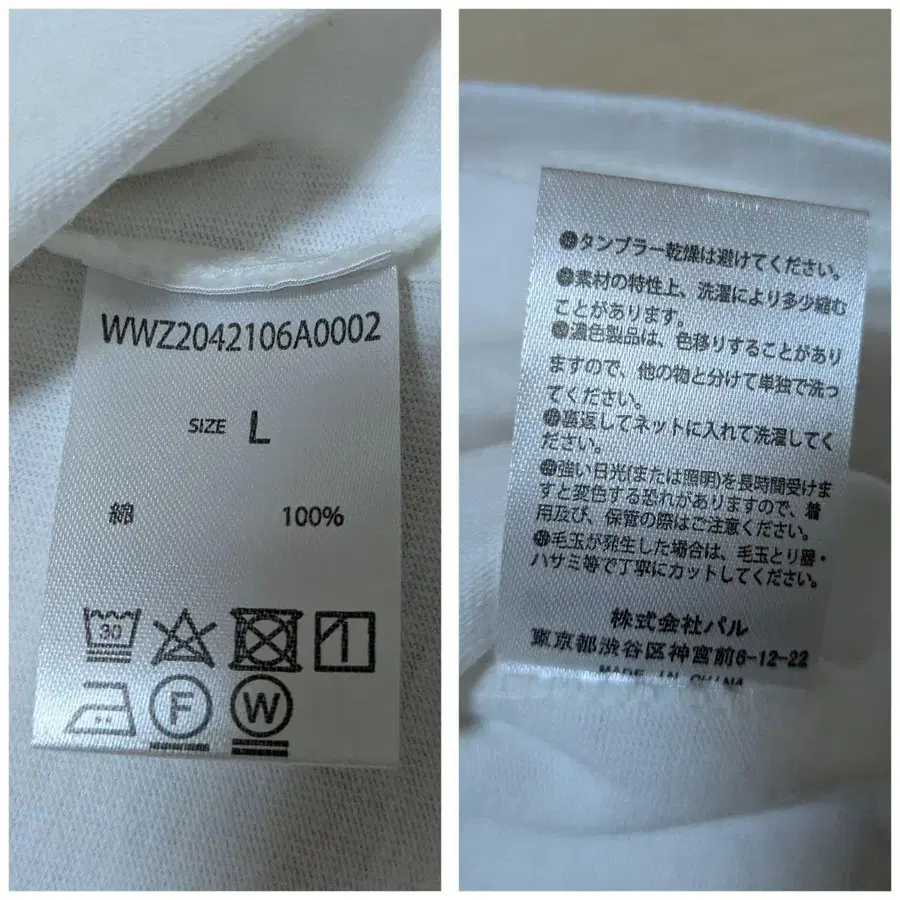 WWZ2042106A0002
SIZE L
綿 100%
30
F W
●タンブラー乾燥は避けてください。
●素材の特性上、洗濯により多少縮む
ことがあります。
●濃色製品は、色移りすることがあり
ますので、他の物と分けて単独で洗っ
てください。
●裏返してネットに入れて洗濯してく
ださい。
●強い日光(または照明)を長時間受けま
すと変色する恐れがありますので、着
用及び、保管の際はご注意ください。
●毛玉が発生した場合は、毛玉とり器・
ハサミ等で丁寧にカットしてください。
株式会社パル
東京都渋谷区神宮前6-12-22
MADE IN CHINA